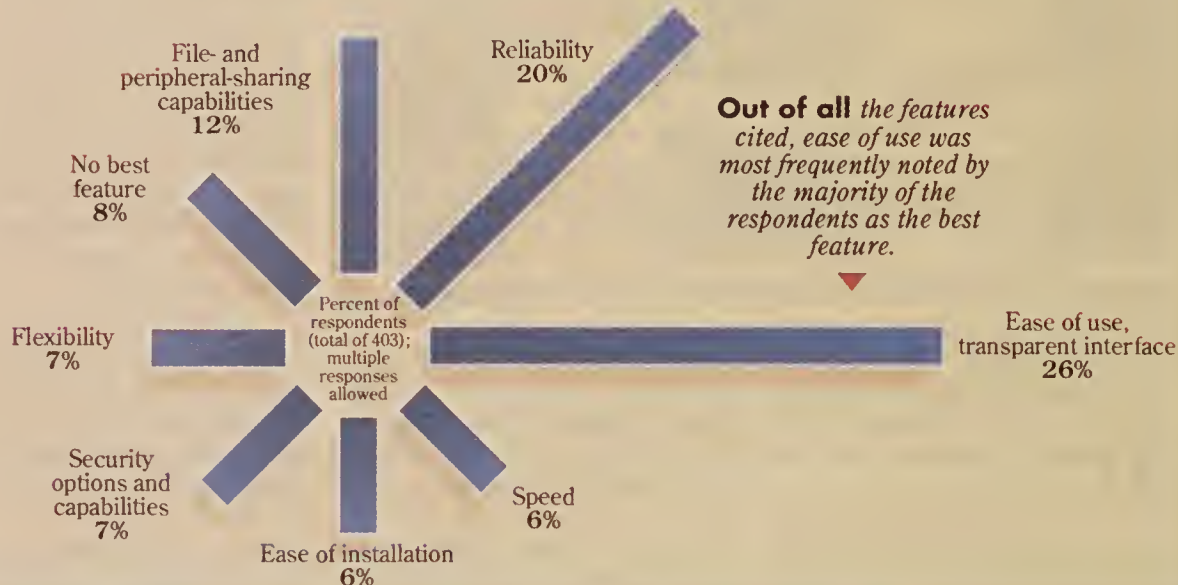 File- and
peripheral-sharing
capabilities
12%
Reliability
20%
Out of all the features
cited, ease of use was
most frequently noted by
the majority of the
respondents as the best
feature.
No best
feature
8%
Flexibility
7%
Percent of
respondents
(total of 403);
multiple
responses
allowed
Ease of use,
transparent interface
26%
Security
options and
capabilities
7%
Ease of installation
6%
Speed
6%